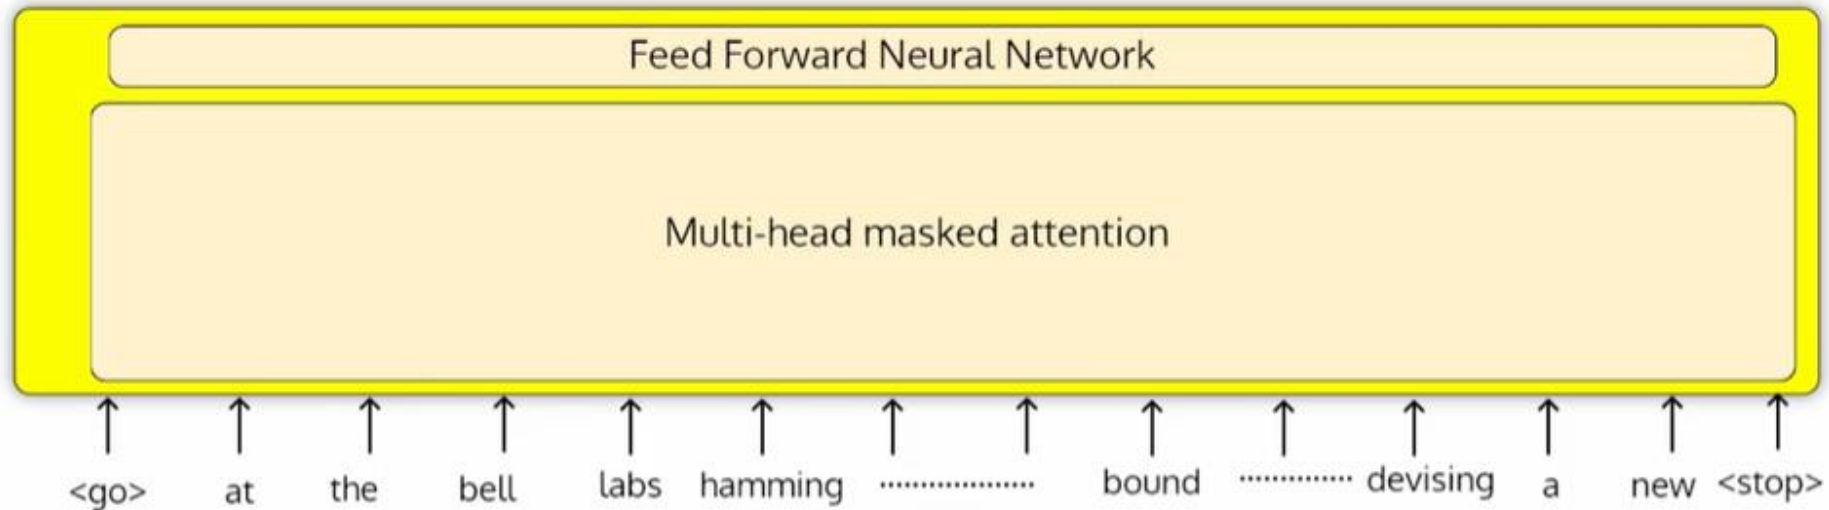 Feed Forward Neural Network
Multi-head masked attention
<go> at the bell labs hamming .................. bound ............. devising a new <stop>